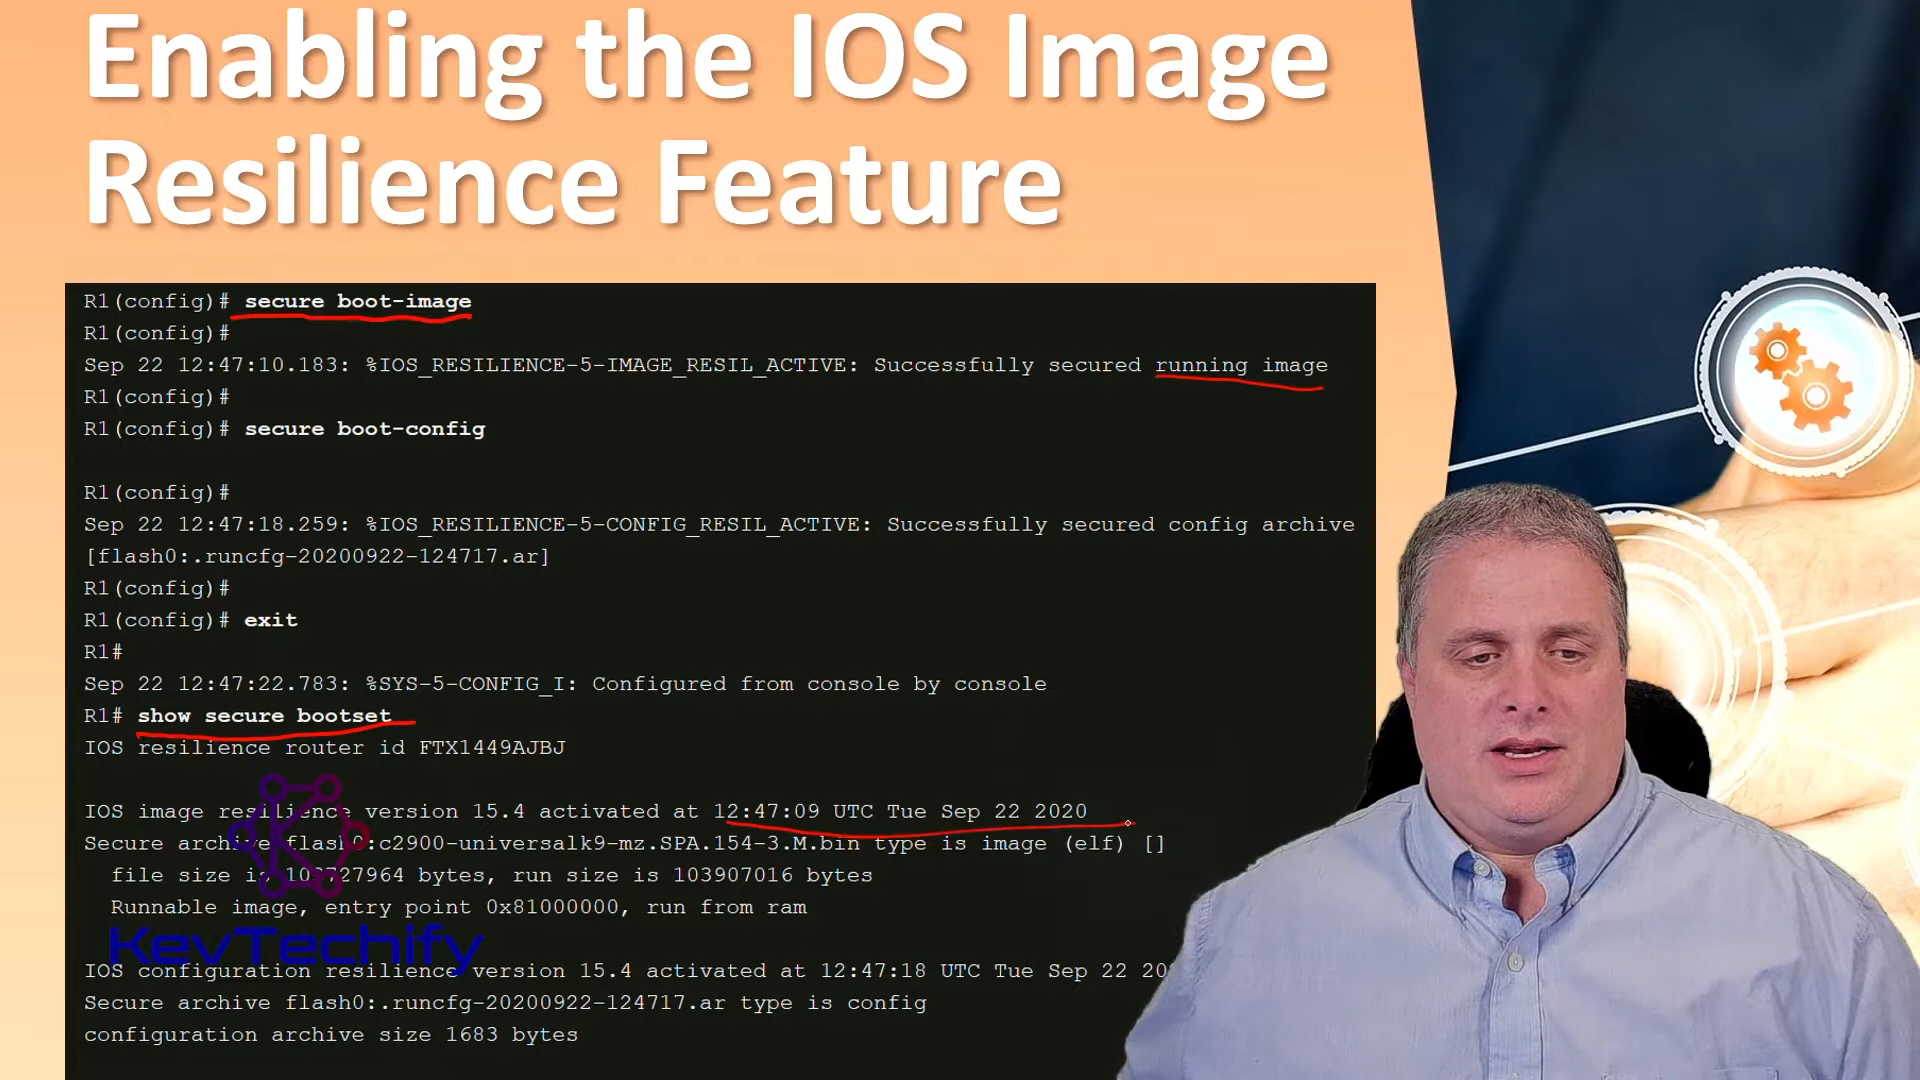 Enabling the IOS Image
Resilience Feature
R1(config)# secure boot-image
R1(config)#
Sep 22 12:47:10.183: %IOS_RESILIENCE-5-IMAGE_RESIL_ACTIVE: Successfully secured running image
R1(config)#
R1(config)# secure boot-config
R1(config)#
Sep 22 12:47:18.259: %IOS_RESILIENCE-5-CONFIG_RESIL_ACTIVE: Successfully secured config archive
[flash0:.runcfg-20200922-124717.ar]
R1(config)#
R1(config)# exit
R1#
Sep 22 12:47:22.783: %SYS-5-CONFIG_I: Configured from console by console
R1# show secure bootset
IOS resilience router id FTX1449AJBJ
IOS image resilience version 15.4 activated at 12:47:09 UTC Tue Sep 22 2020
Secure archive flash0:c2900-universalk9-mz.SPA.154-3.M.bin type is image (elf) []
file size is 103727964 bytes, run size is 103907016 bytes
Runnable image, entry point 0x81000000, run from ram
KevTechify
IOS configuration resilience version 15.4 activated at 12:47:18 UTC Tue Sep 22 20
Secure archive flash0:.runcfg-20200922-124717.ar type is config
configuration archive size 1683 bytes